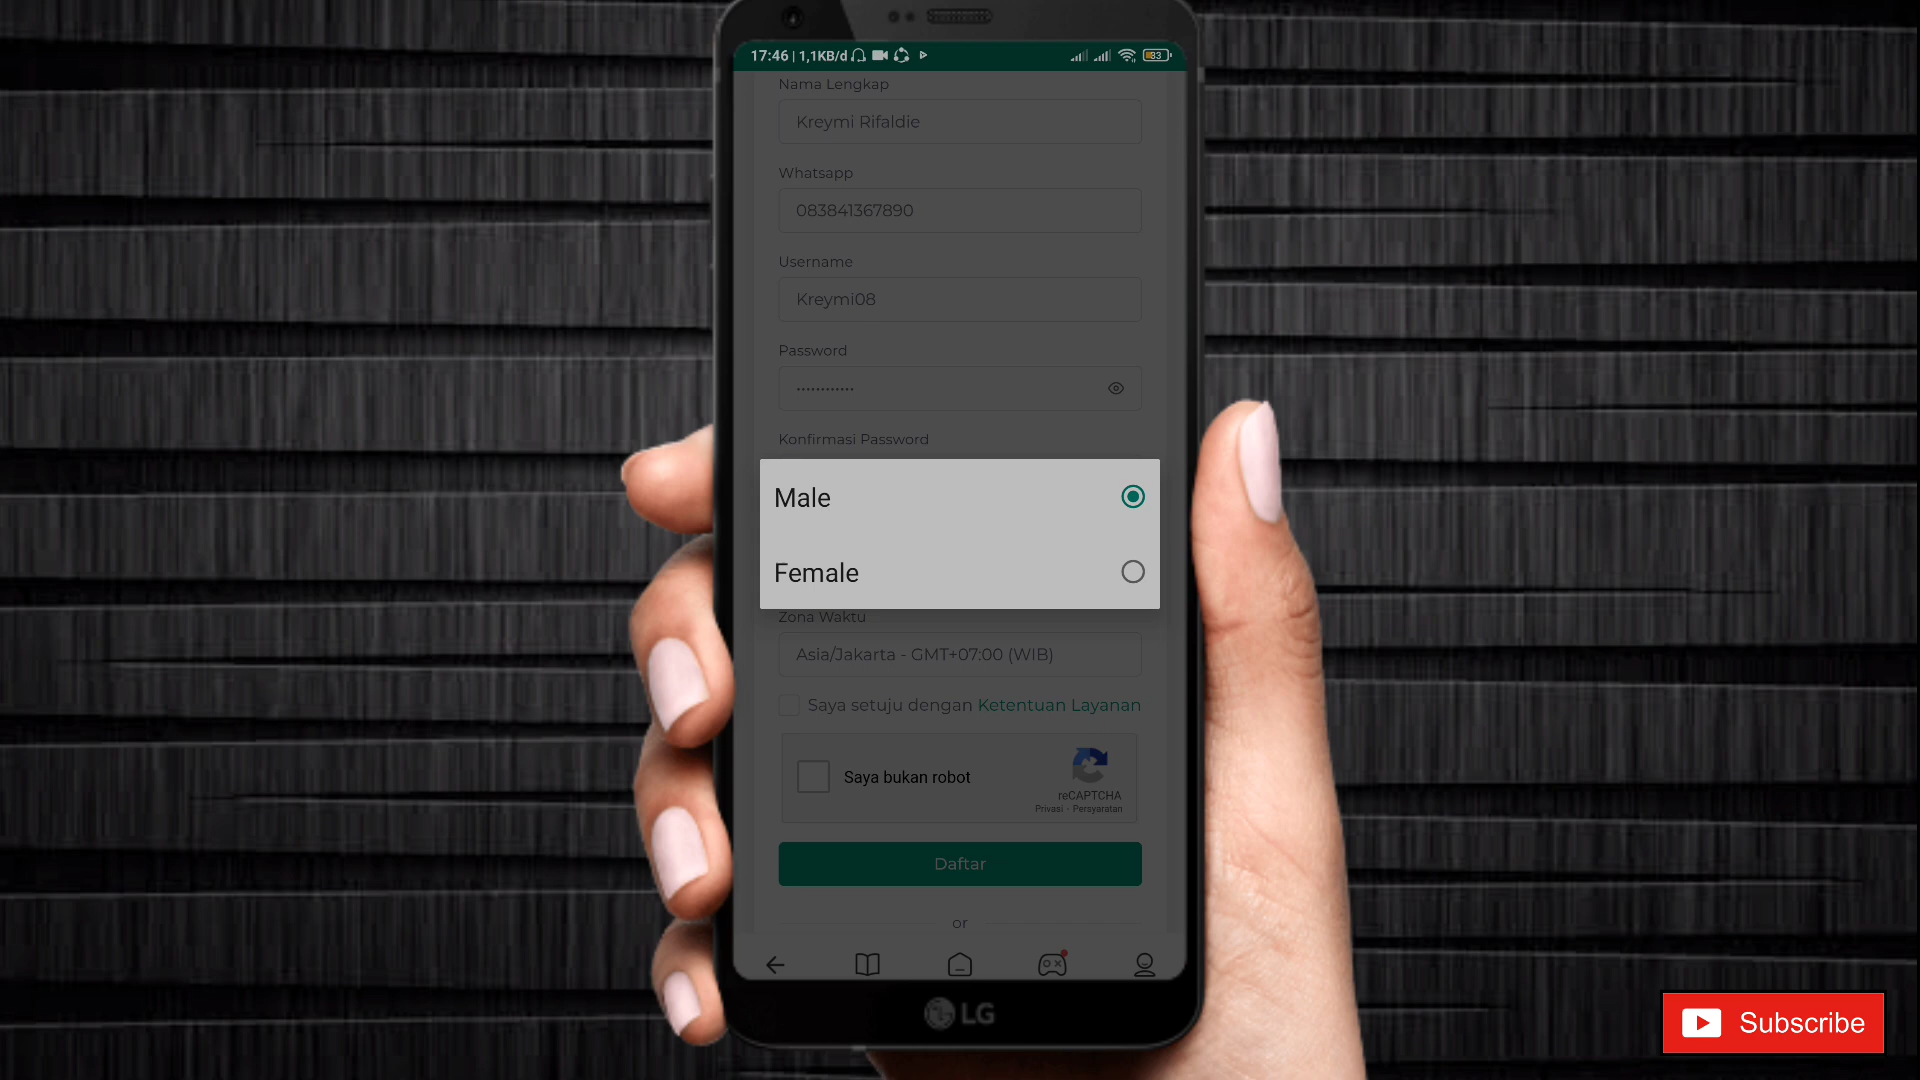 17:46 | 1,1KB/d
33
Nama Lengkap
Kreymi Rifaldie
Whatsapp
083841367890
Username
Kreymi08
Password
Konfirmasi Password
Male
Female
Zona Waktu
Asia/Jakarta - GMT+07:00 (WIB)
Saya setuju dengan Ketentuan Layanan
Saya bukan robot
reCAPTCHA
Privasi - Persyaratan
Daftar
or
LG
Subscribe